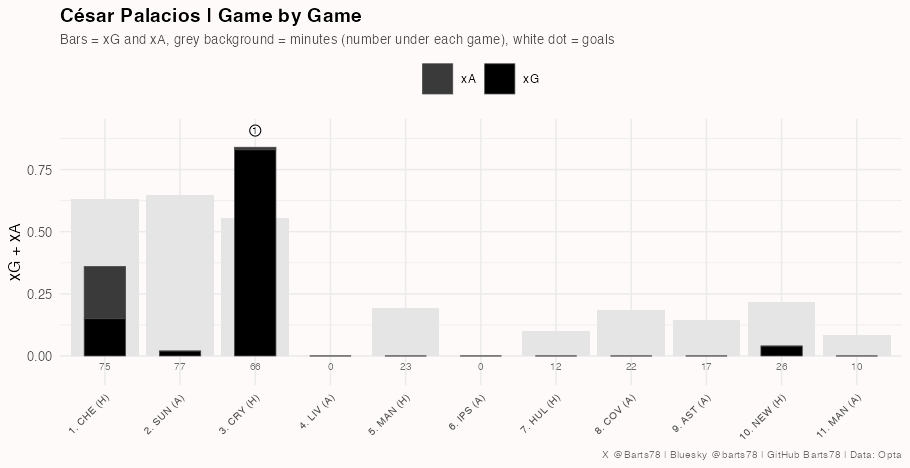 César Palacios | Game by Game
Bars = xG and xA, grey background = minutes (number under each game), white dot = goals
xA xG
1
xG + xA
0.75
0.50
0.25
0.00
75 77 66 0 23 0 12 22 17 26 10
1. CHE (H)
2. SUN (A)
3. CRY (H)
4. LIV (A)
5. MAN (H)
6. IPS (A)
7. HUL (H)
8. COV (A)
9. AST (A)
10. NEW (H)
11. MAN (A)
X @Barts78 | Bluesky @barts78 | GitHub Barts78 | Data: Opta